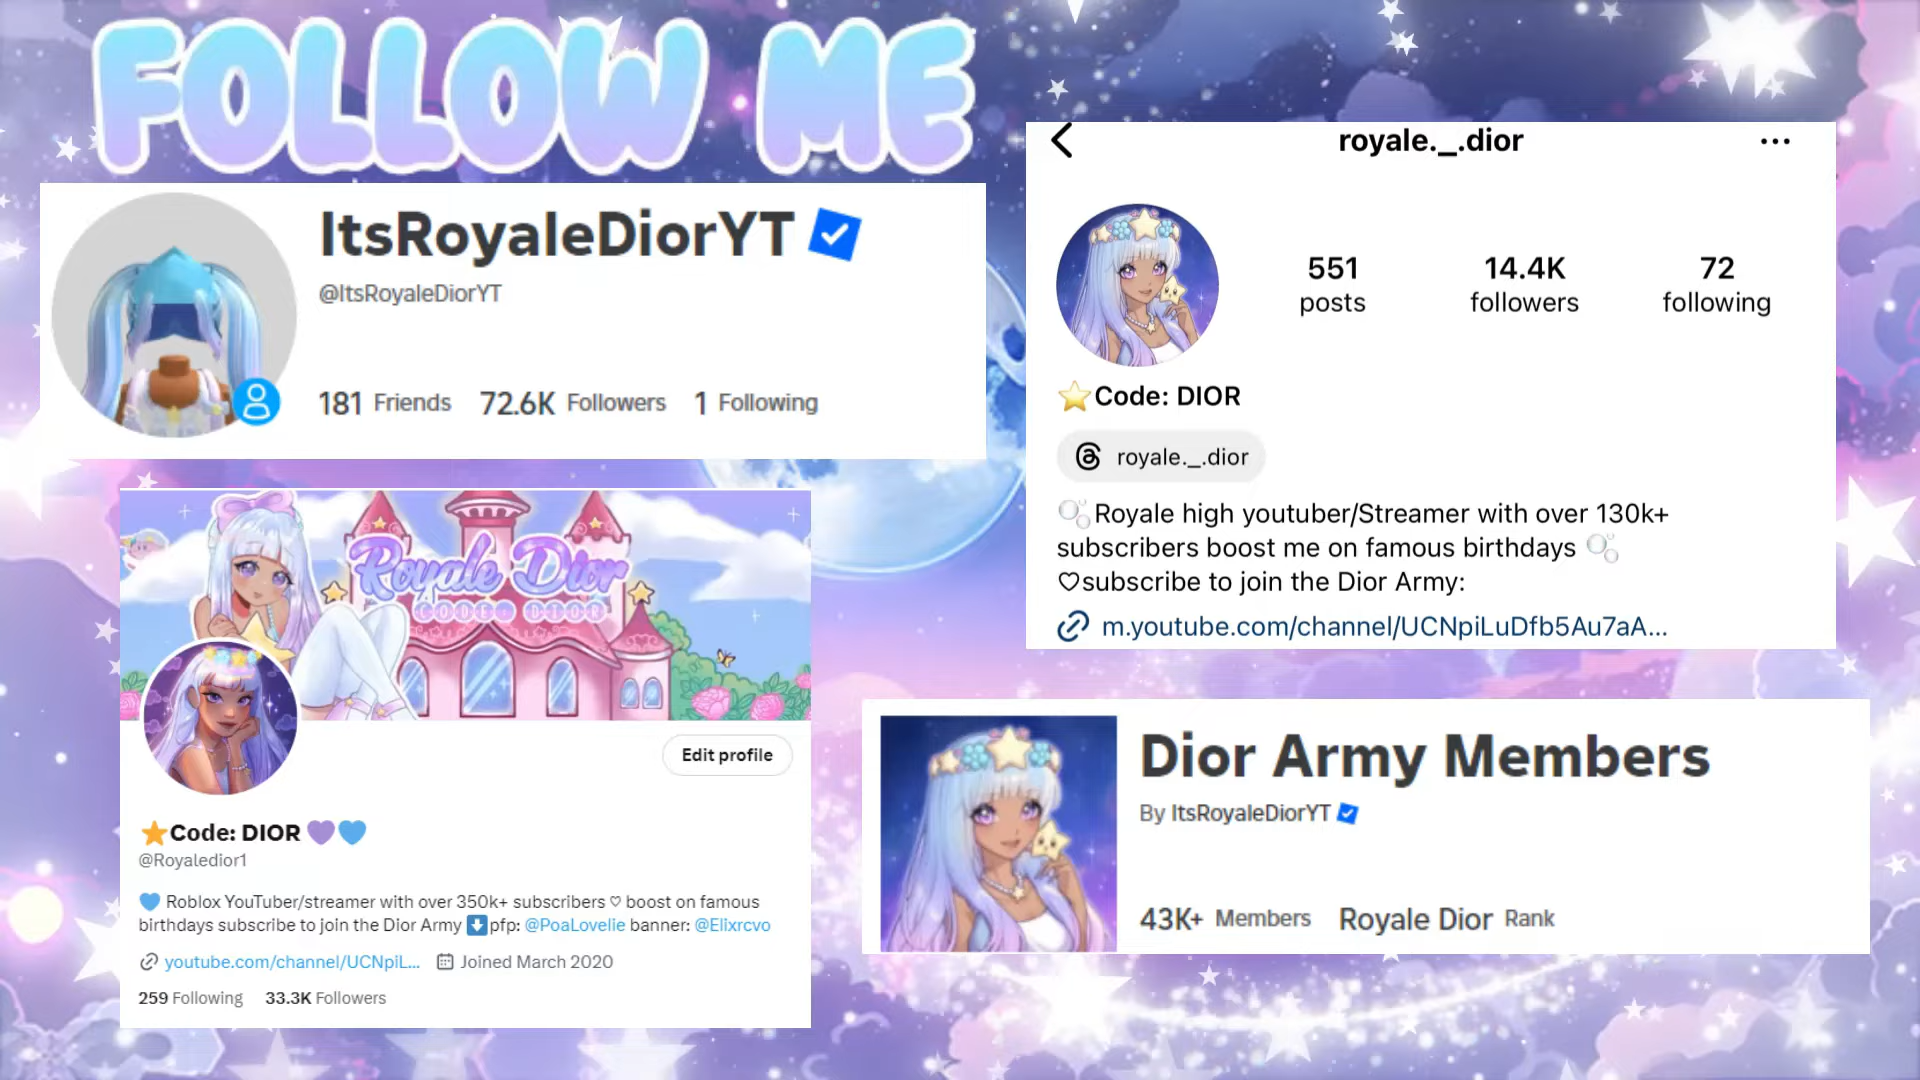 FOLLOW ME
ItsRoyaleDiorYT
@ItsRoyaleDiorYT
181 Friends 72.6K Followers 1 Following
Royale Dior
CODE: DIOR
Edit profile
⭐Code: DIOR 💜💙
@Royaledior1
💙 Roblox YouTuber/streamer with over 350k+ subscribers ♡ boost on famous
birthdays subscribe to join the Dior Army ⬇️pfp: @PoaLovelie banner: @Elixrcvo
youtube.com/channel/UCNpiL... Joined March 2020
259 Following 33.3K Followers
royale._.dior
551 14.4K 72
posts followers following
⭐Code: DIOR
royale._.dior
🫧Royale high youtuber/Streamer with over 130k+
subscribers boost me on famous birthdays 🫧
♡subscribe to join the Dior Army:
m.youtube.com/channel/UCNpiLuDfb5Au7aA...
Dior Army Members
By ItsRoyaleDiorYT
43K+ Members Royale Dior Rank